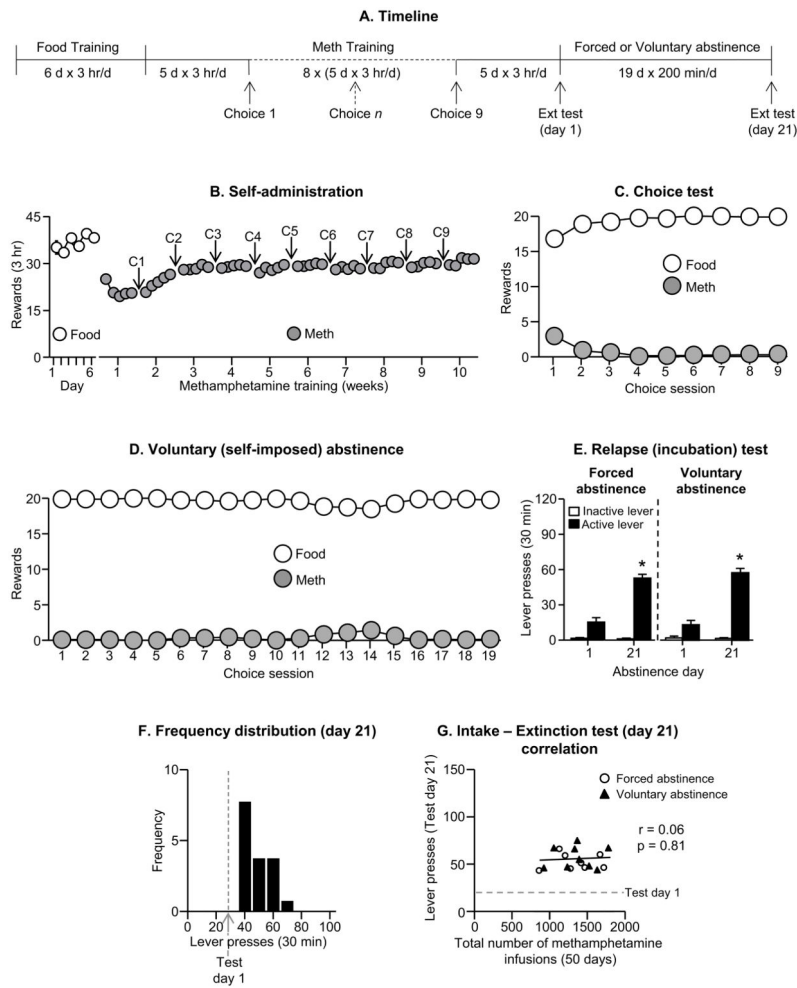 A. Timeline
Food Training
Meth Training
Forced or Voluntary abstinence
6 d x 3 hr/d
5 d x 3 hr/d
8 x (5 d x 3 hr/d)
5 d x 3 hr/d
19 d x 200 min/d
Choice 1
Choice n
Choice 9
Ext test
(day 1)
Ext test
(day 21)
B. Self-administration
Rewards (3 hr)
45
30
15
0
C1
C2
C3
C4
C5
C6
C7
C8
C9
Food
Meth
1 6
Day
1 2 3 4 5 6 7 8 9 10
Methamphetamine training (weeks)
C. Choice test
Rewards
20
15
10
5
0
Food
Meth
1 2 3 4 5 6 7 8 9
Choice session
D. Voluntary (self-imposed) abstinence
Rewards
20
15
10
5
0
Food
Meth
1 2 3 4 5 6 7 8 9 10 11 12 13 14 15 16 17 18 19
Choice session
E. Relapse (incubation) test
Forced
abstinence
Voluntary
abstinence
Lever presses (30 min)
120
90
60
30
0
Inactive lever
Active lever
*
*
1 21 1 21
Abstinence day
F. Frequency distribution (day 21)
Frequency
10
5
0
0 20 40 60 80 100
Lever presses (30 min)
Test
day 1
G. Intake – Extinction test (day 21)
correlation
Lever presses (Test day 21)
150
100
50
0
Forced abstinence
Voluntary abstinence
r = 0.06
p = 0.81
Test day 1
0 500 1000 1500 2000
Total number of methamphetamine
infusions (50 days)